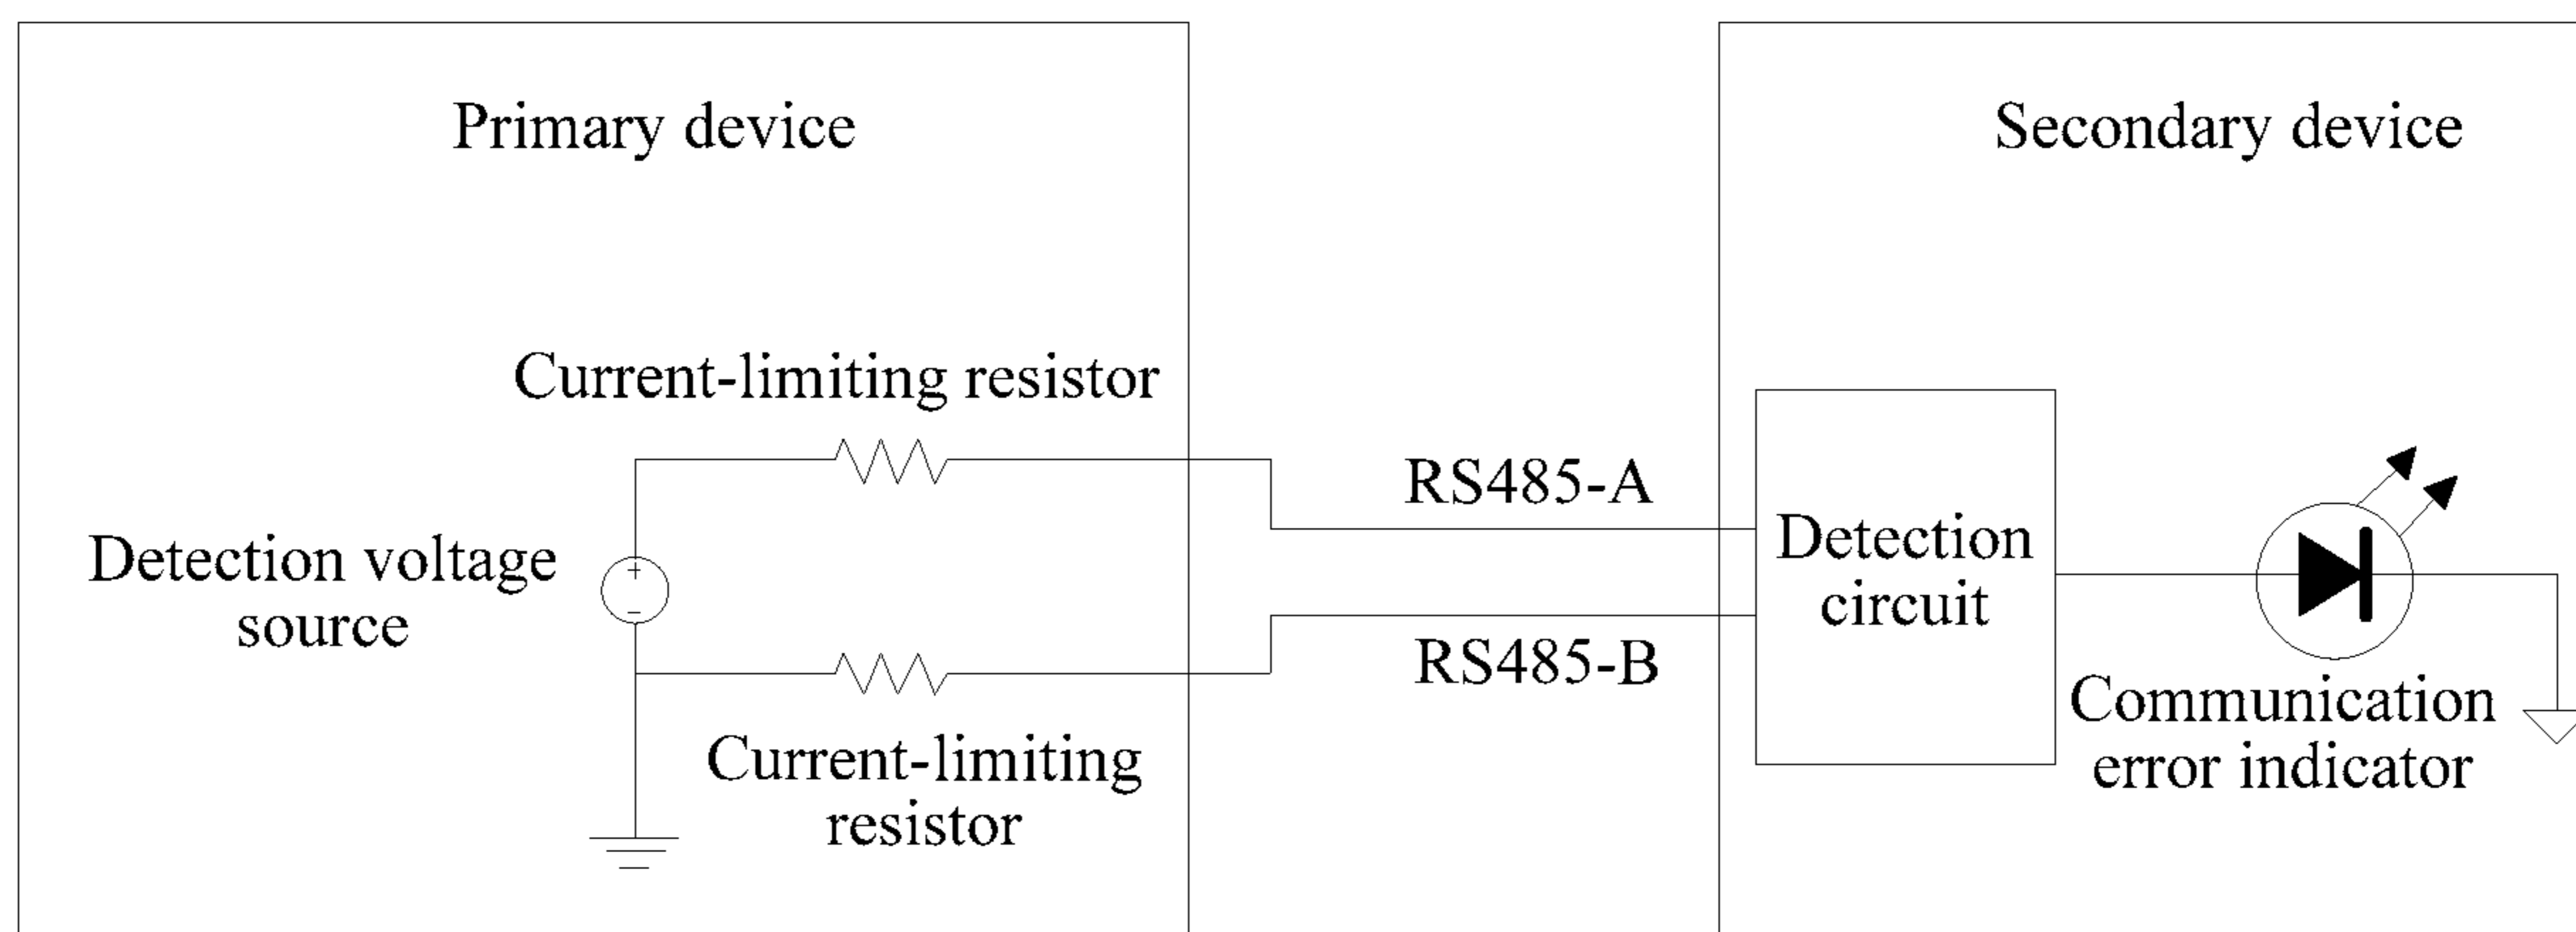 Primary device
Secondary device
Current-limiting resistor
RS485-A
Detection voltage
source
+
−
Detection
circuit
RS485-B
Communication
error indicator
Current-limiting
resistor